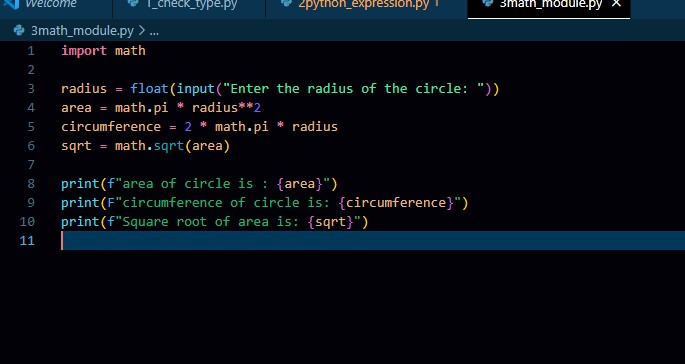 Welcome 1_check_type.py 2python_expression.py 1 3math_module.py ×
3math_module.py > ...
1 import math
2
3 radius = float(input("Enter the radius of the circle: "))
4 area = math.pi * radius**2
5 circumference = 2 * math.pi * radius
6 sqrt = math.sqrt(area)
7
8 print(f"area of circle is : {area}")
9 print(F"circumference of circle is: {circumference}")
10 print(f"Square root of area is: {sqrt}")
11